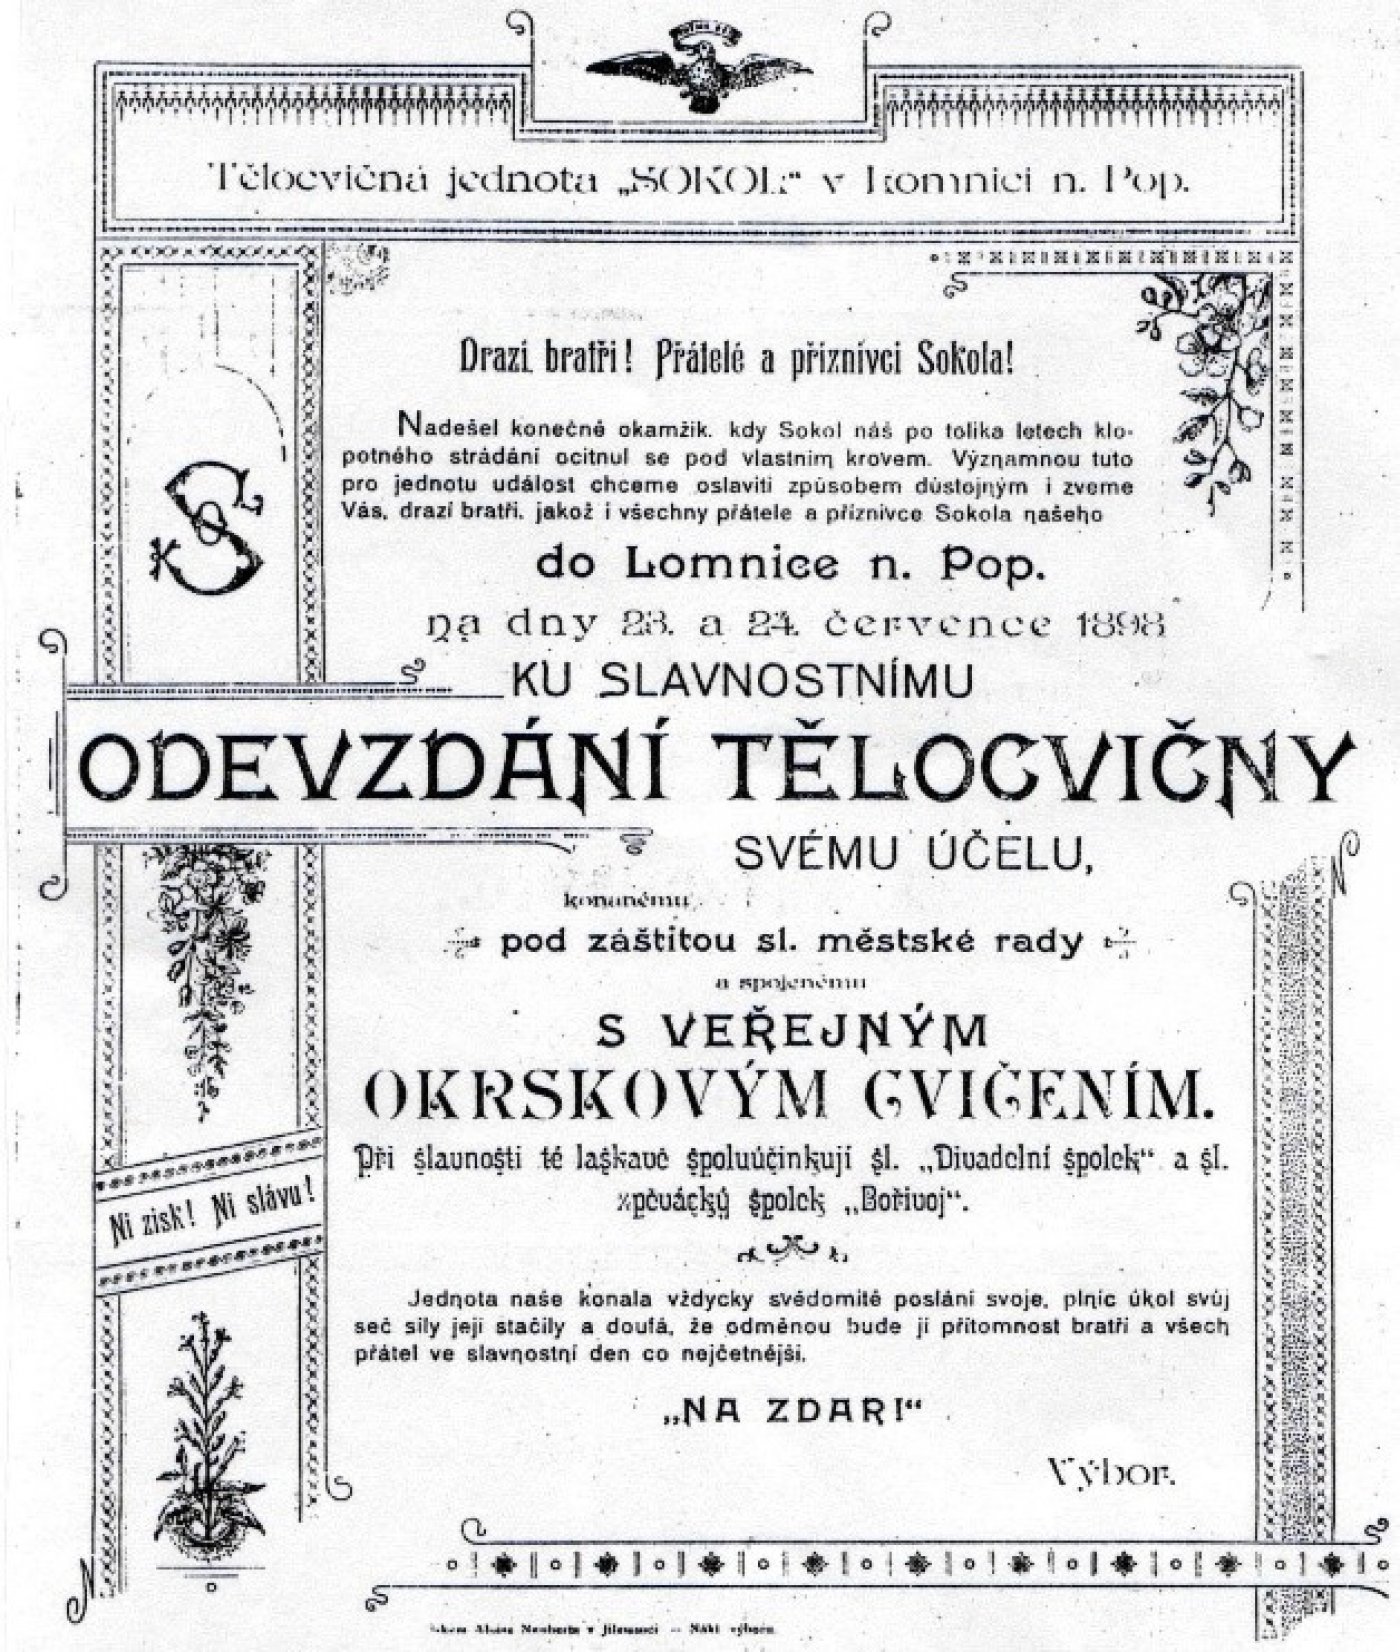 Tělocvičná jednota „SOKOL“ v Lomnici n. Pop.
Drazí bratři! Přátelé a příznivci Sokola!
Nadešel konečně okamžik, kdy Sokol náš po tolika letech klo-
potného strádání ocitnul se pod vlastním krovem. Významnou tuto
pro jednotu událost chceme oslaviti způsobem důstojným i zveme
Vás, drazí bratři, jakož i všechny přátele a příznivce Sokola našeho
do Lomnice n. Pop.
na dny 23. a 24. července 1898
KU SLAVNOSTNÍMU
ODEVZDÁNÍ TĚLOCVIČNY
SVÉMU ÚČELU,
konanému
pod záštitou sl. městské rady
a spojenému
S VEŘEJNÝM
OKRSKOVÝM CVIČENÍM.
Při slavnosti té laskavě spoluúčinkují sl. „Divadelní spolek“ a sl.
zpěvácký spolek „Bořivoj“.
Ni zisk! Ni slávu!
Jednota naše konala vždycky svědomitě poslání svoje, plníc úkol svůj
seč síly její stačily a doufá, že odměnou bude jí přítomnost bratří a všech
přátel ve slavnostní den co nejčetnější.
„NA ZDAR!“
Výbor.
Aloisa Neuberta v Jilemnici — Nákl. výboru.